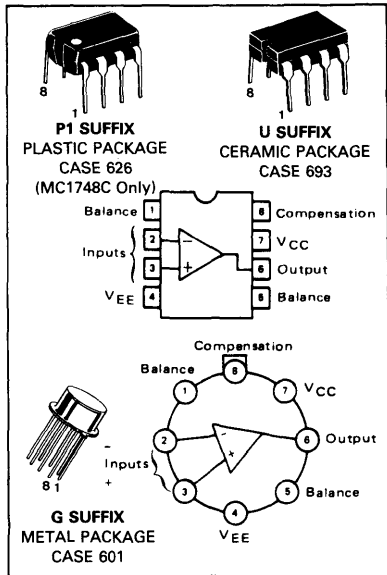 8
1
P1 SUFFIX
PLASTIC PACKAGE
CASE 626
(MC1748C Only)
8
1
U SUFFIX
CERAMIC PACKAGE
CASE 693
Balance 1 8 Compensation
Inputs 2 − 7 VCC
3 + 6 Output
VEE 4 5 Balance
8 1
G SUFFIX
METAL PACKAGE
CASE 601
Compensation
8
Balance 1 7 VCC
− Inputs + 2 − 6 Output
3 + 5 Balance
4
VEE